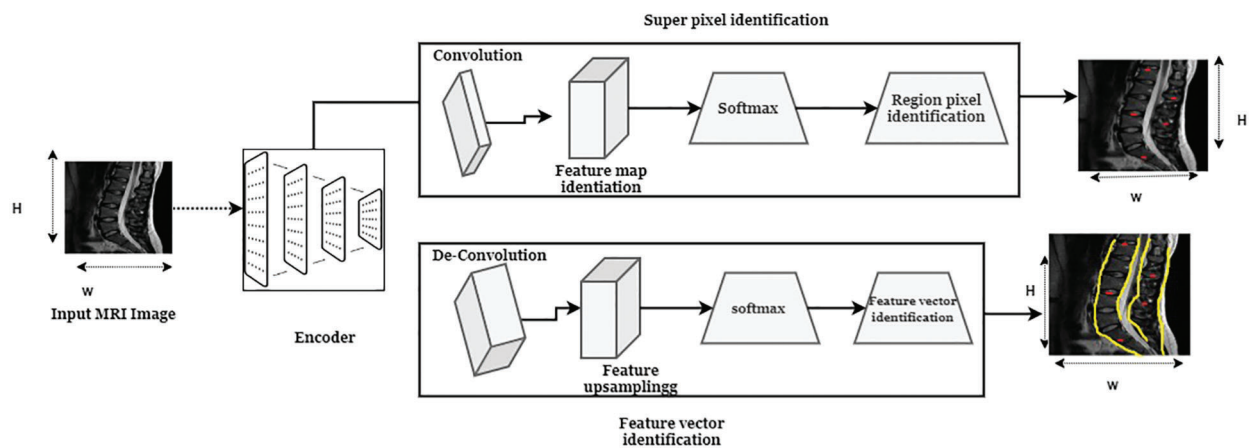 Super pixel identification
Convolution
Softmax
Region pixel
identification
Feature map
identiation
H
W
H
W
Input MRI Image
Encoder
De-Convolution
softmax
Feature vector
identification
Feature
upsamplingg
H
W
Feature vector
identification